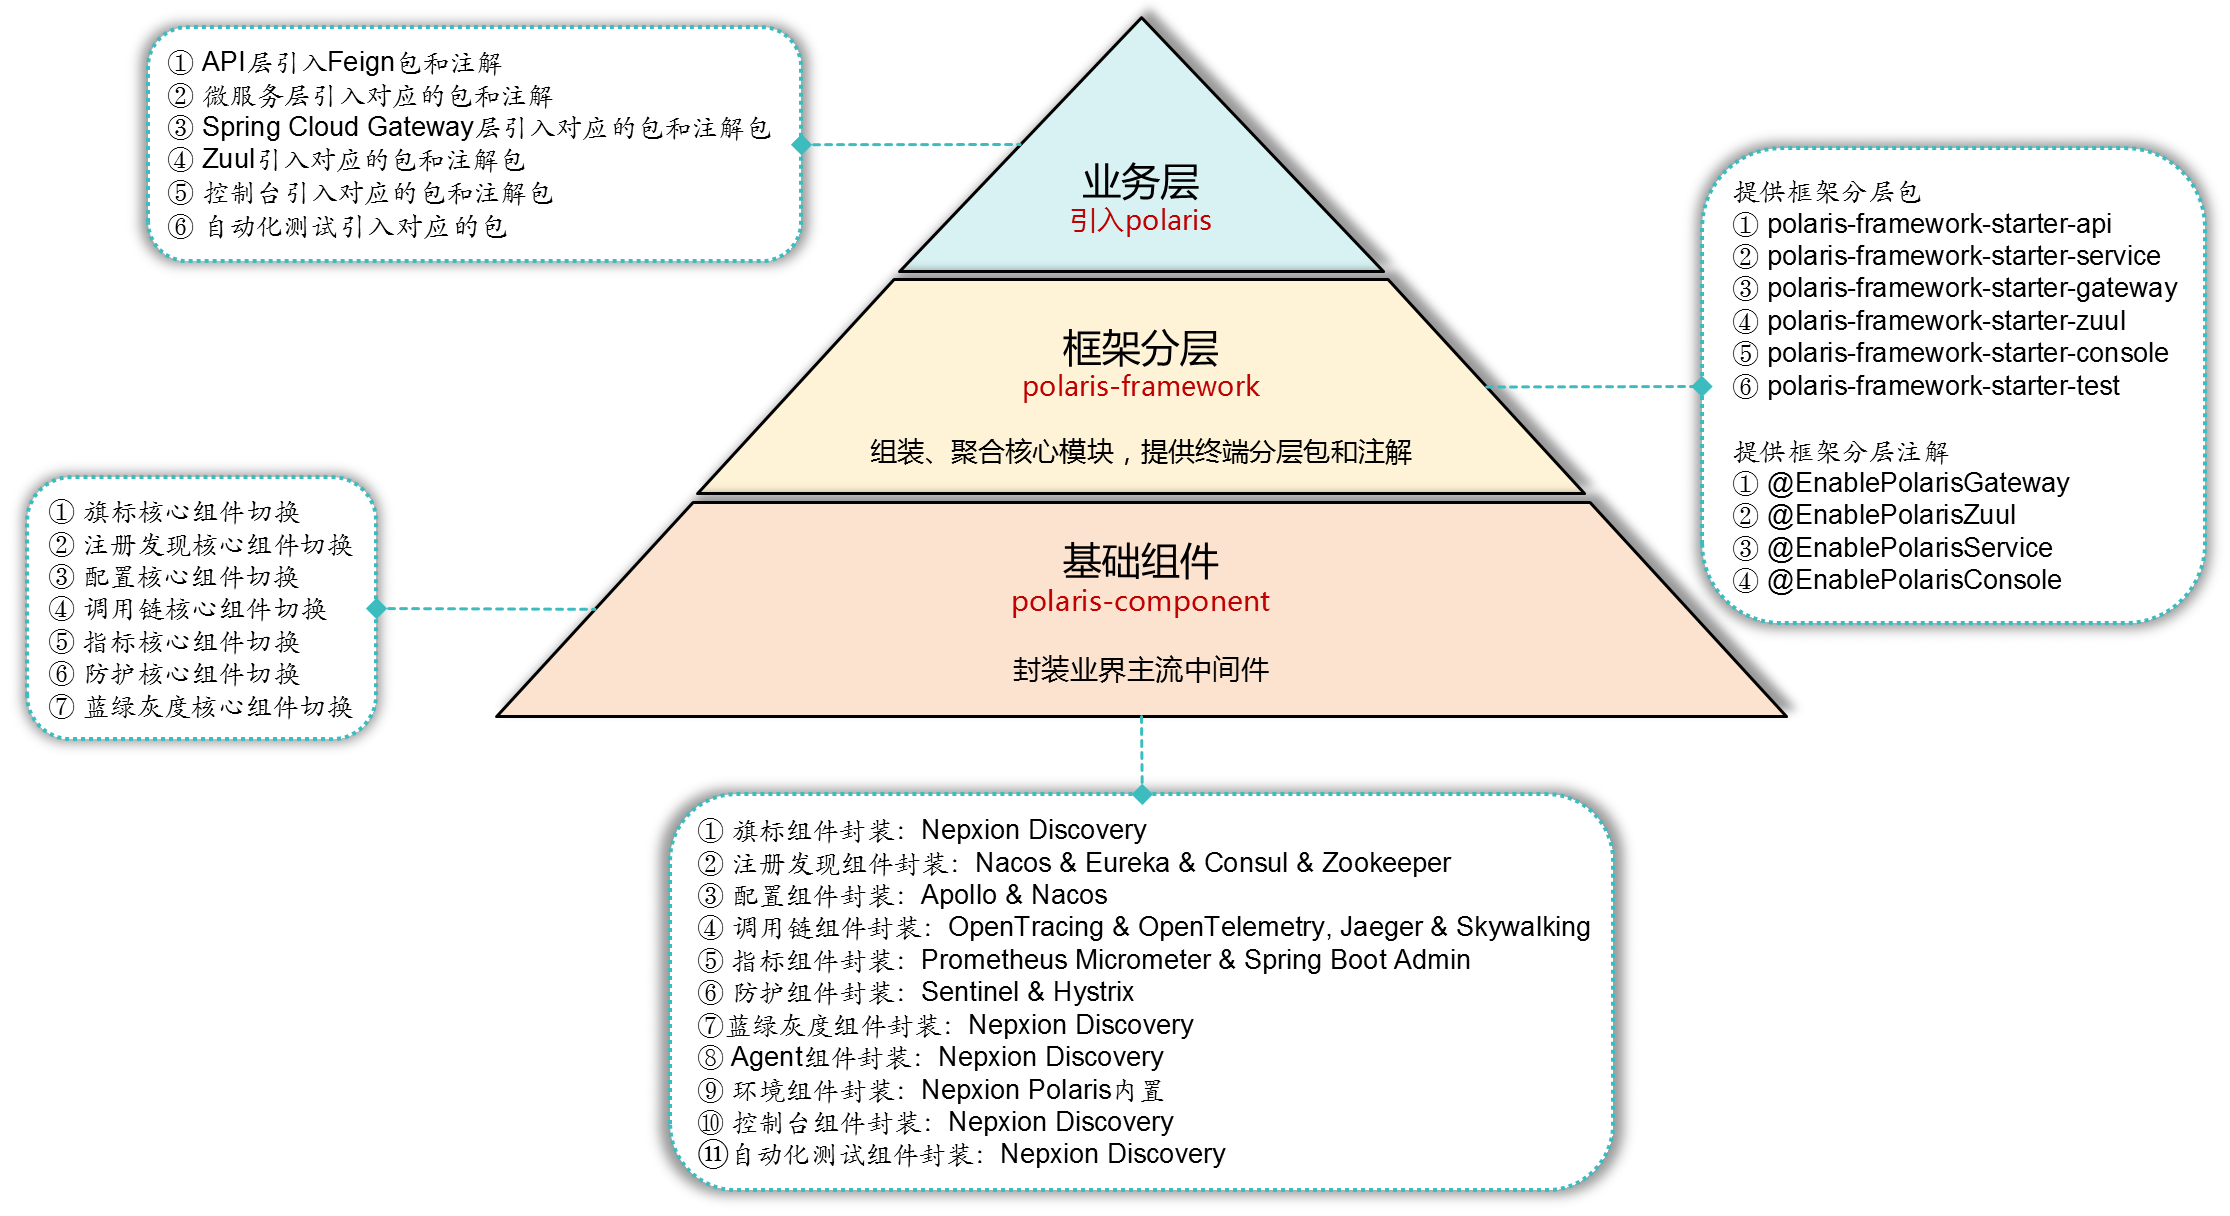 ① API层引入Feign包和注解
② 微服务层引入对应的包和注解
③ Spring Cloud Gateway层引入对应的包和注解包
④ Zuul引入对应的包和注解包
⑤ 控制台引入对应的包和注解包
⑥ 自动化测试引入对应的包
业务层
引入polaris
框架分层
polaris-framework
组装、聚合核心模块，提供终端分层包和注解
提供框架分层包
① polaris-framework-starter-api
② polaris-framework-starter-service
③ polaris-framework-starter-gateway
④ polaris-framework-starter-zuul
⑤ polaris-framework-starter-console
⑥ polaris-framework-starter-test
提供框架分层注解
① @EnablePolarisGateway
② @EnablePolarisZuul
③ @EnablePolarisService
④ @EnablePolarisConsole
① 旗标核心组件切换
② 注册发现核心组件切换
③ 配置核心组件切换
④ 调用链核心组件切换
⑤ 指标核心组件切换
⑥ 防护核心组件切换
⑦ 蓝绿灰度核心组件切换
基础组件
polaris-component
封装业界主流中间件
① 旗标组件封装：Nepxion Discovery
② 注册发现组件封装：Nacos & Eureka & Consul & Zookeeper
③ 配置组件封装：Apollo & Nacos
④ 调用链组件封装：OpenTracing & OpenTelemetry, Jaeger & Skywalking
⑤ 指标组件封装：Prometheus Micrometer & Spring Boot Admin
⑥ 防护组件封装：Sentinel & Hystrix
⑦蓝绿灰度组件封装：Nepxion Discovery
⑧ Agent组件封装：Nepxion Discovery
⑨ 环境组件封装：Nepxion Polaris内置
⑩ 控制台组件封装：Nepxion Discovery
⑪自动化测试组件封装：Nepxion Discovery